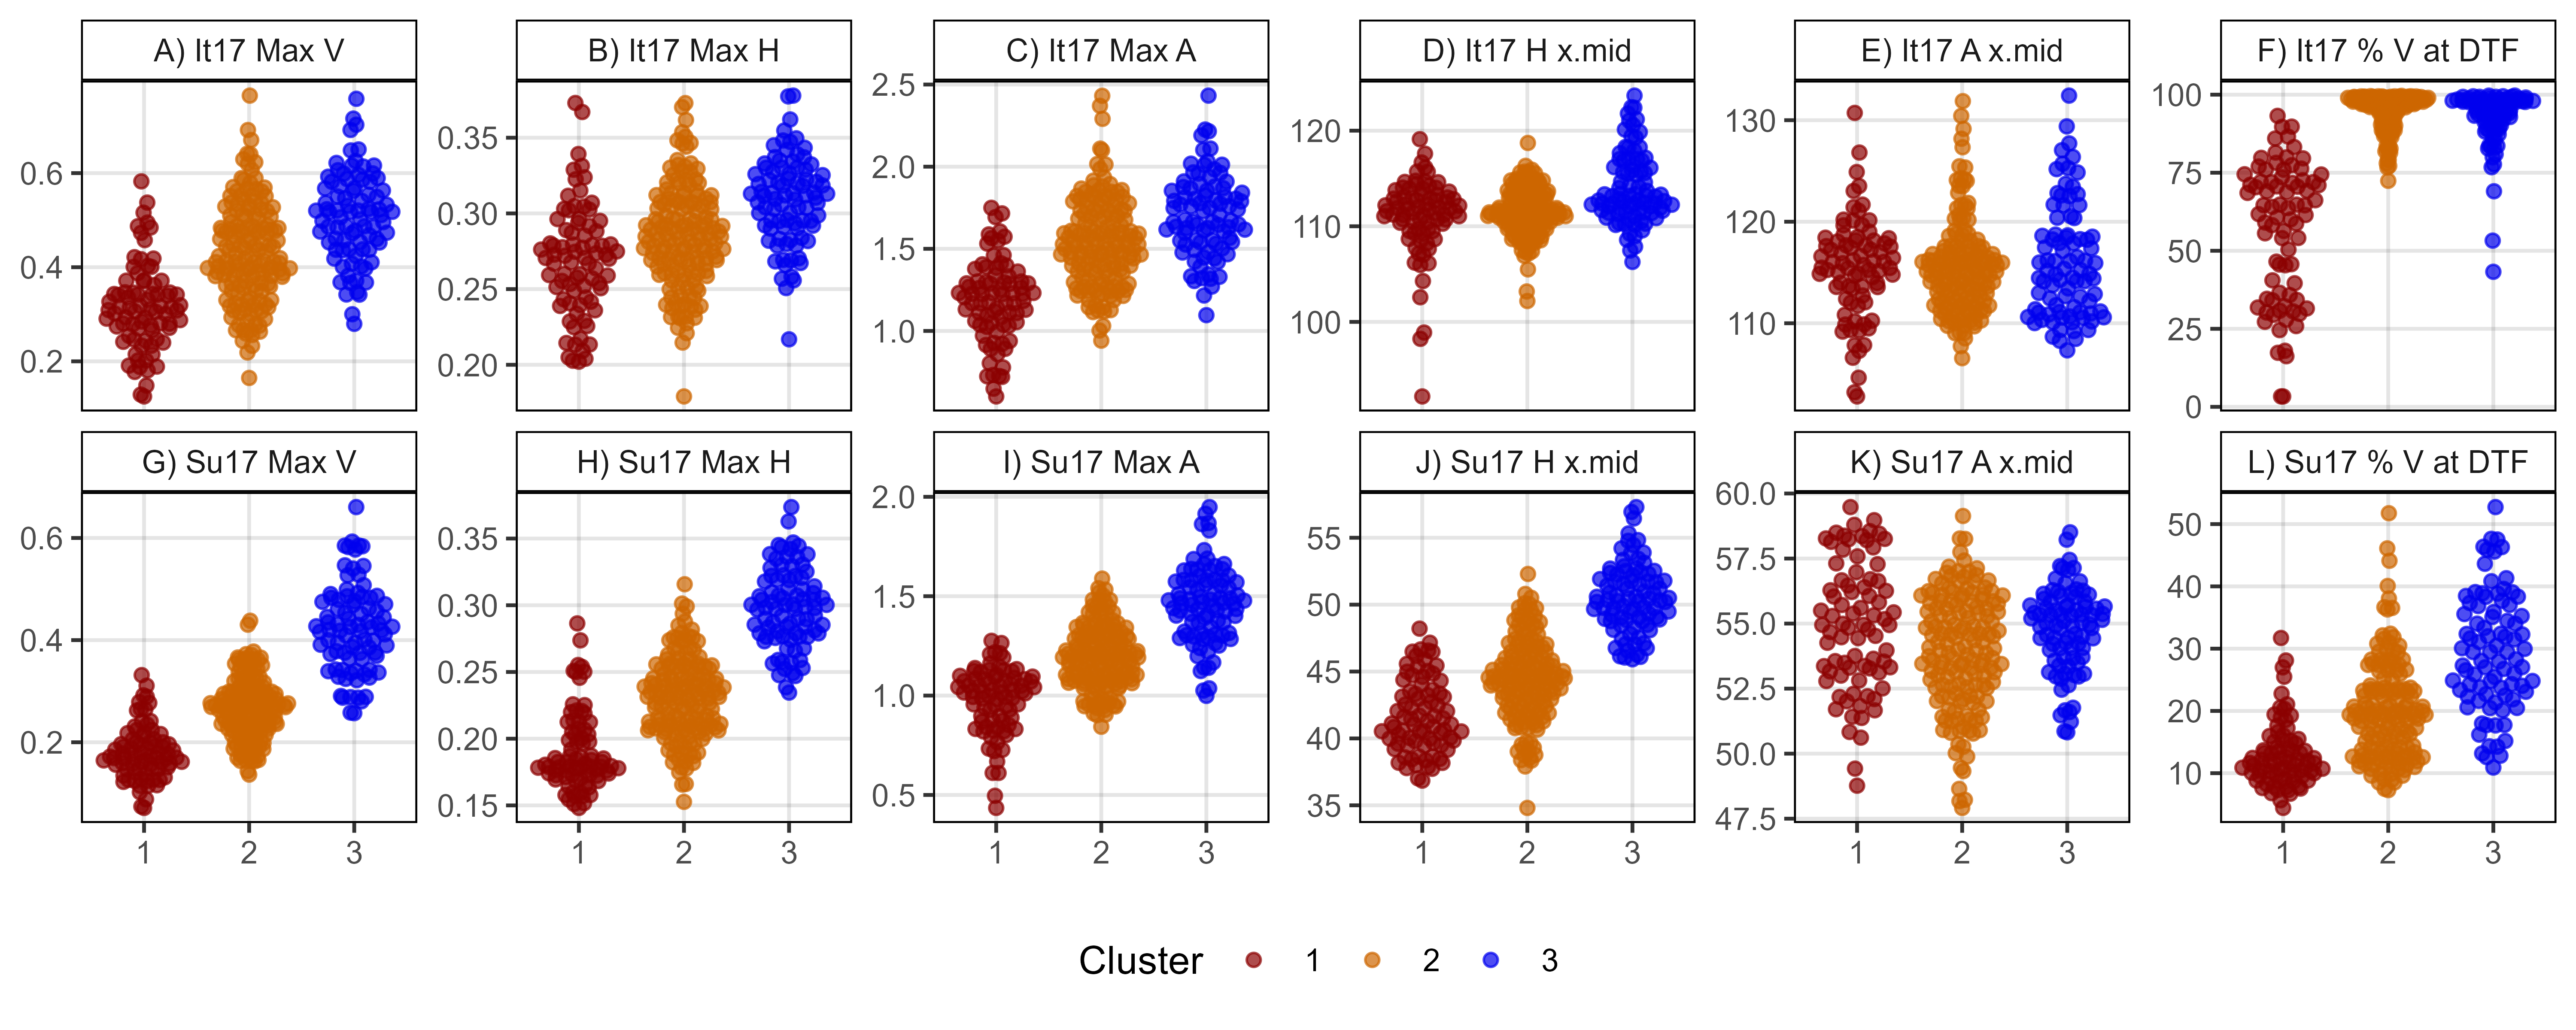 A) It17 Max V
B) It17 Max H
C) It17 Max A
D) It17 H x.mid
E) It17 A x.mid
F) It17 % V at DTF
0.6
0.4
0.2
0.35
0.30
0.25
0.20
2.5
2.0
1.5
1.0
120
110
100
130
120
110
100
75
50
25
0
G) Su17 Max V
H) Su17 Max H
I) Su17 Max A
J) Su17 H x.mid
K) Su17 A x.mid
L) Su17 % V at DTF
0.6
0.4
0.2
0.35
0.30
0.25
0.20
0.15
2.0
1.5
1.0
0.5
55
50
45
40
35
60.0
57.5
55.0
52.5
50.0
47.5
50
40
30
20
10
1 2 3
1 2 3
1 2 3
1 2 3
1 2 3
1 2 3
Cluster 1 2 3